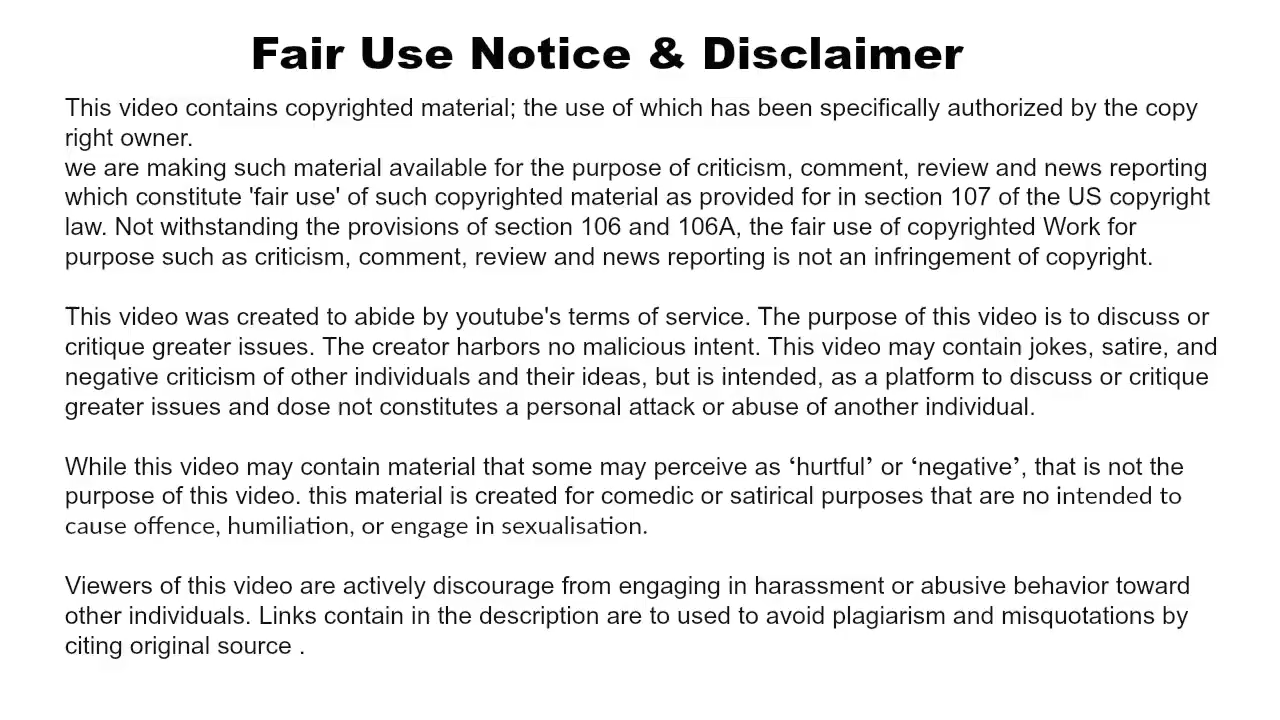 Fair Use Notice & Disclaimer
This video contains copyrighted material; the use of which has been specifically authorized by the copy
right owner.
we are making such material available for the purpose of criticism, comment, review and news reporting
which constitute 'fair use' of such copyrighted material as provided for in section 107 of the US copyright
law. Not withstanding the provisions of section 106 and 106A, the fair use of copyrighted Work for
purpose such as criticism, comment, review and news reporting is not an infringement of copyright.
This video was created to abide by youtube's terms of service. The purpose of this video is to discuss or
critique greater issues. The creator harbors no malicious intent. This video may contain jokes, satire, and
negative criticism of other individuals and their ideas, but is intended, as a platform to discuss or critique
greater issues and dose not constitutes a personal attack or abuse of another individual.
While this video may contain material that some may perceive as ‘hurtful’ or ‘negative’, that is not the
purpose of this video. this material is created for comedic or satirical purposes that are no intended to
cause offence, humiliation, or engage in sexualisation.
Viewers of this video are actively discourage from engaging in harassment or abusive behavior toward
other individuals. Links contain in the description are to used to avoid plagiarism and misquotations by
citing original source .